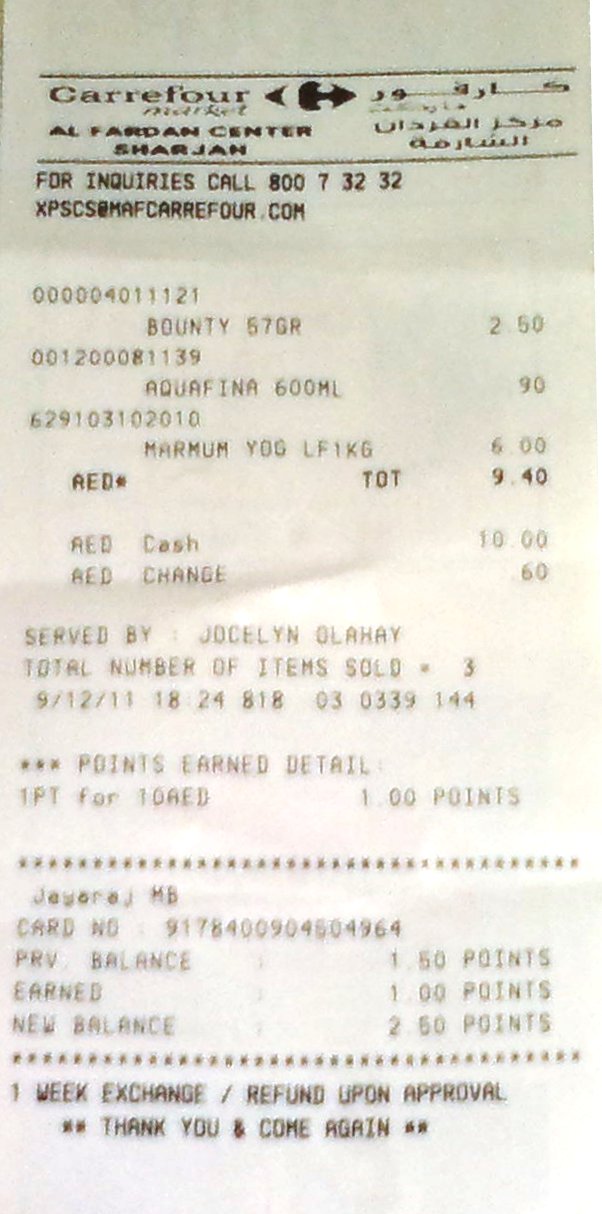 Carrefour كارفور
market ماركت
AL FARDAN CENTER مركز الفردان
SHARJAH الشارقة
FOR INQUIRIES CALL 800 7 32 32
XPSCS@MAFCARREFOUR.COM
000004011121
BOUNTY 57GR 2.50
001200081139
AQUAFINA 600ML 90
629103102010
MARMUM YOG LF1KG 6.00
AED* TOT 9.40
AED Cash 10.00
AED CHANGE 60
SERVED BY : JOCELYN OLAHAY
TOTAL NUMBER OF ITEMS SOLD = 3
9/12/11 18:24 818 03 0339 144
*** POINTS EARNED DETAIL:
1PT for 10AED 1.00 POINTS
Jayaraj MB
CARD NO :
PRV. BALANCE : 1.50 POINTS
EARNED : 1.00 POINTS
NEW BALANCE : 2.50 POINTS
1 WEEK EXCHANGE / REFUND UPON APPROVAL
** THANK YOU & COME AGAIN **